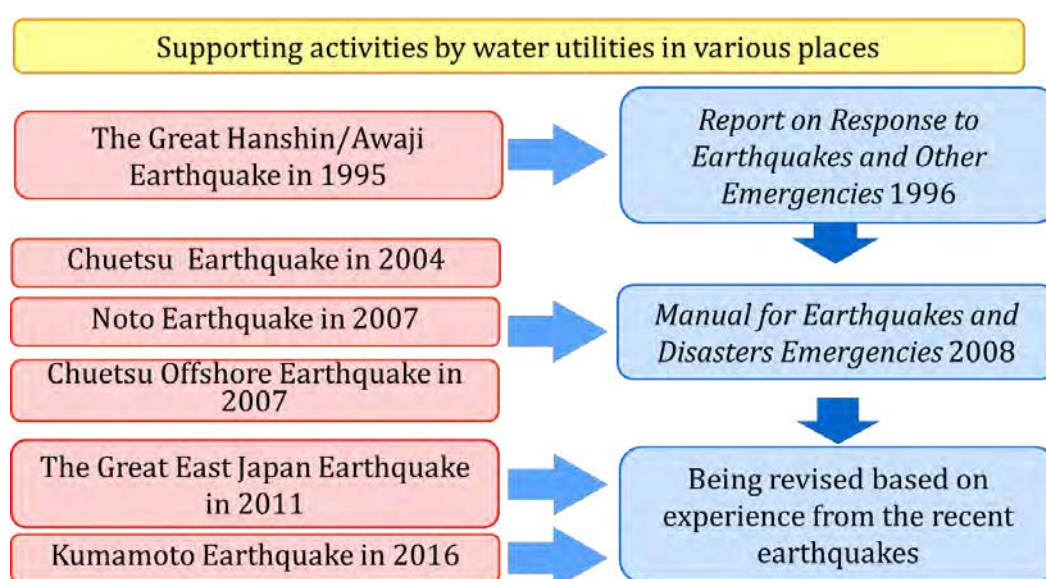 Supporting activities by water utilities in various places
The Great Hanshin/Awaji
Earthquake in 1995
Report on Response to
Earthquakes and Other
Emergencies 1996
Chuetsu Earthquake in 2004
Noto Earthquake in 2007
Chuetsu Offshore Earthquake in
2007
Manual for Earthquakes and
Disasters Emergencies 2008
The Great East Japan Earthquake
in 2011
Kumamoto Earthquake in 2016
Being revised based on
experience from the recent
earthquakes